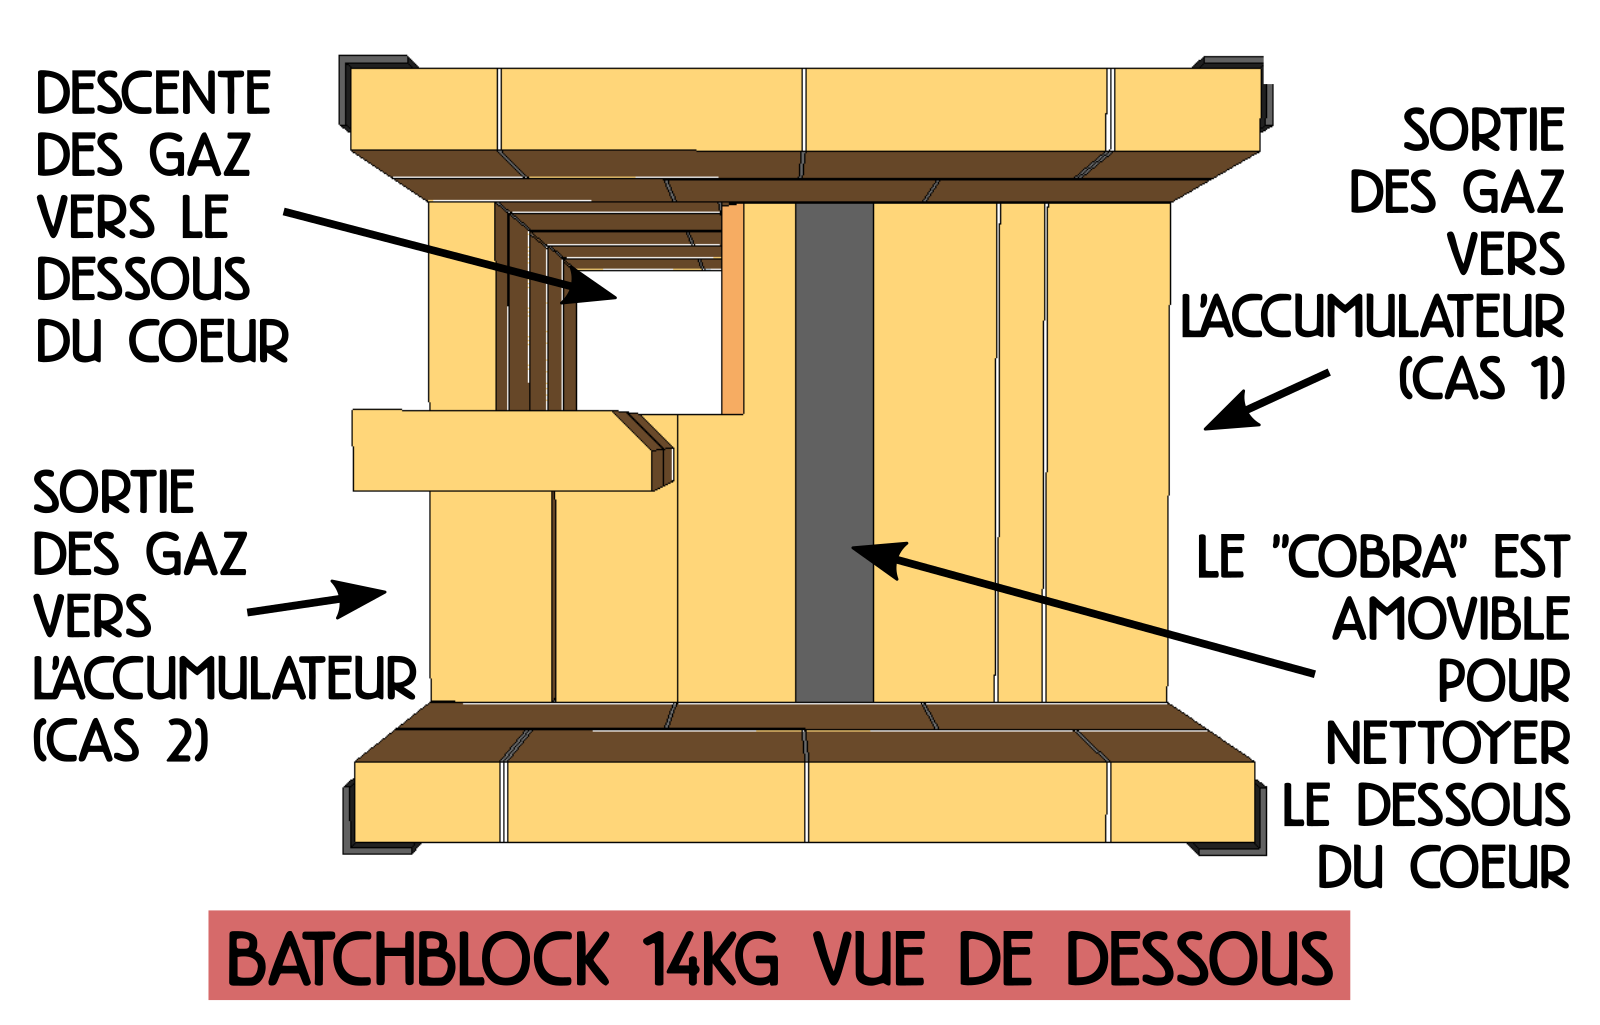 DESCENTE
DES GAZ
VERS LE
DESSOUS
DU COEUR
SORTIE
DES GAZ
VERS
L'ACCUMULATEUR
(CAS 1)
SORTIE
DES GAZ
VERS
L'ACCUMULATEUR
(CAS 2)
LE "COBRA" EST
AMOVIBLE
POUR
NETTOYER
LE DESSOUS
DU COEUR
BATCHBLOCK 14KG VUE DE DESSOUS